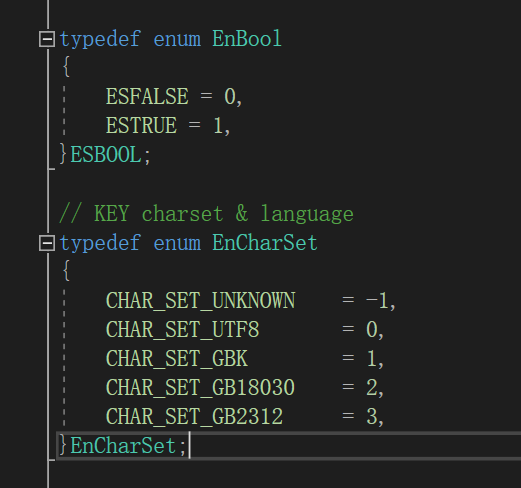 typedef enum EnBool
{
ESFALSE = 0,
ESTRUE = 1,
}ESBOOL;
// KEY charset & language
typedef enum EnCharSet
{
CHAR_SET_UNKNOWN = -1,
CHAR_SET_UTF8 = 0,
CHAR_SET_GBK = 1,
CHAR_SET_GB18030 = 2,
CHAR_SET_GB2312 = 3,
}EnCharSet;